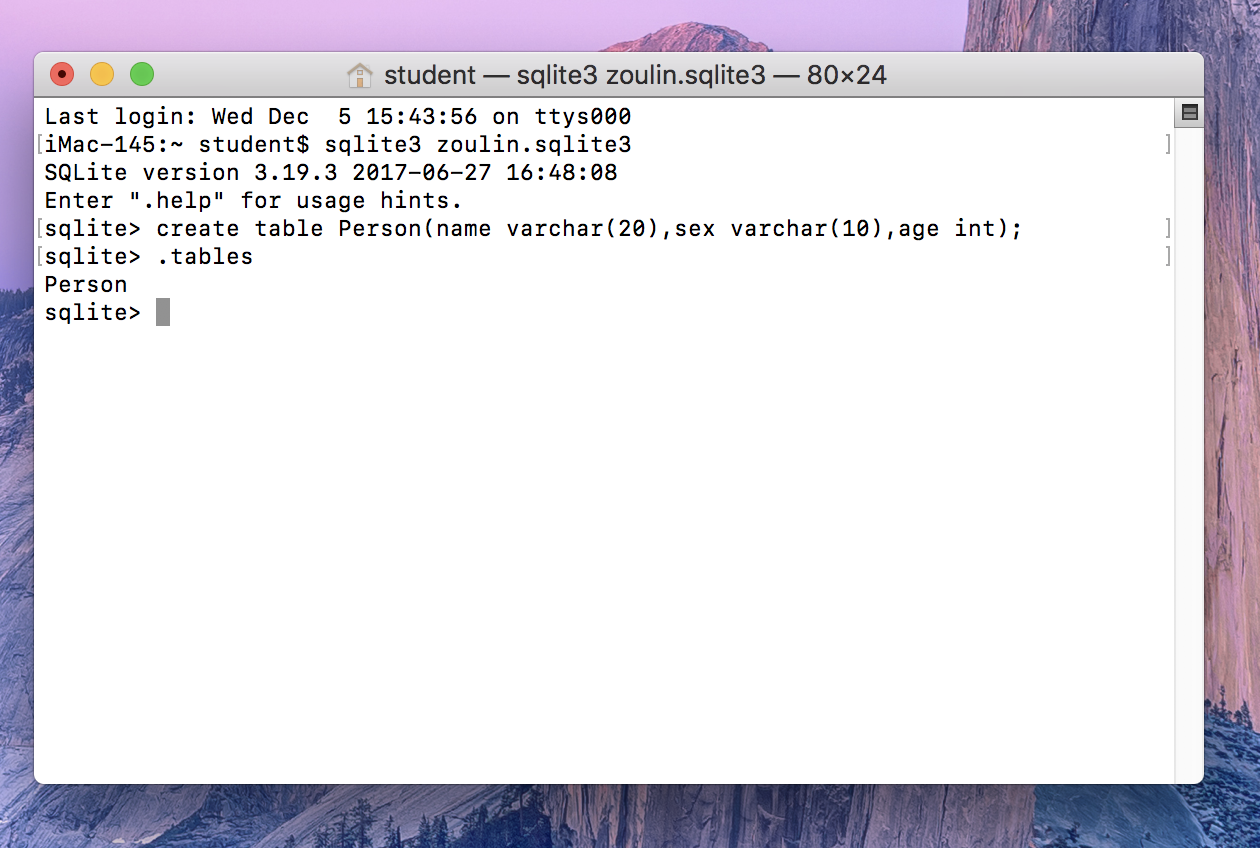 student — sqlite3 zoulin.sqlite3 — 80×24
Last login: Wed Dec  5 15:43:56 on ttys000
[iMac-145:~ student$ sqlite3 zoulin.sqlite3 ]
SQLite version 3.19.3 2017-06-27 16:48:08
Enter ".help" for usage hints.
[sqlite> create table Person(name varchar(20),sex varchar(10),age int); ]
[sqlite> .tables ]
Person
sqlite>